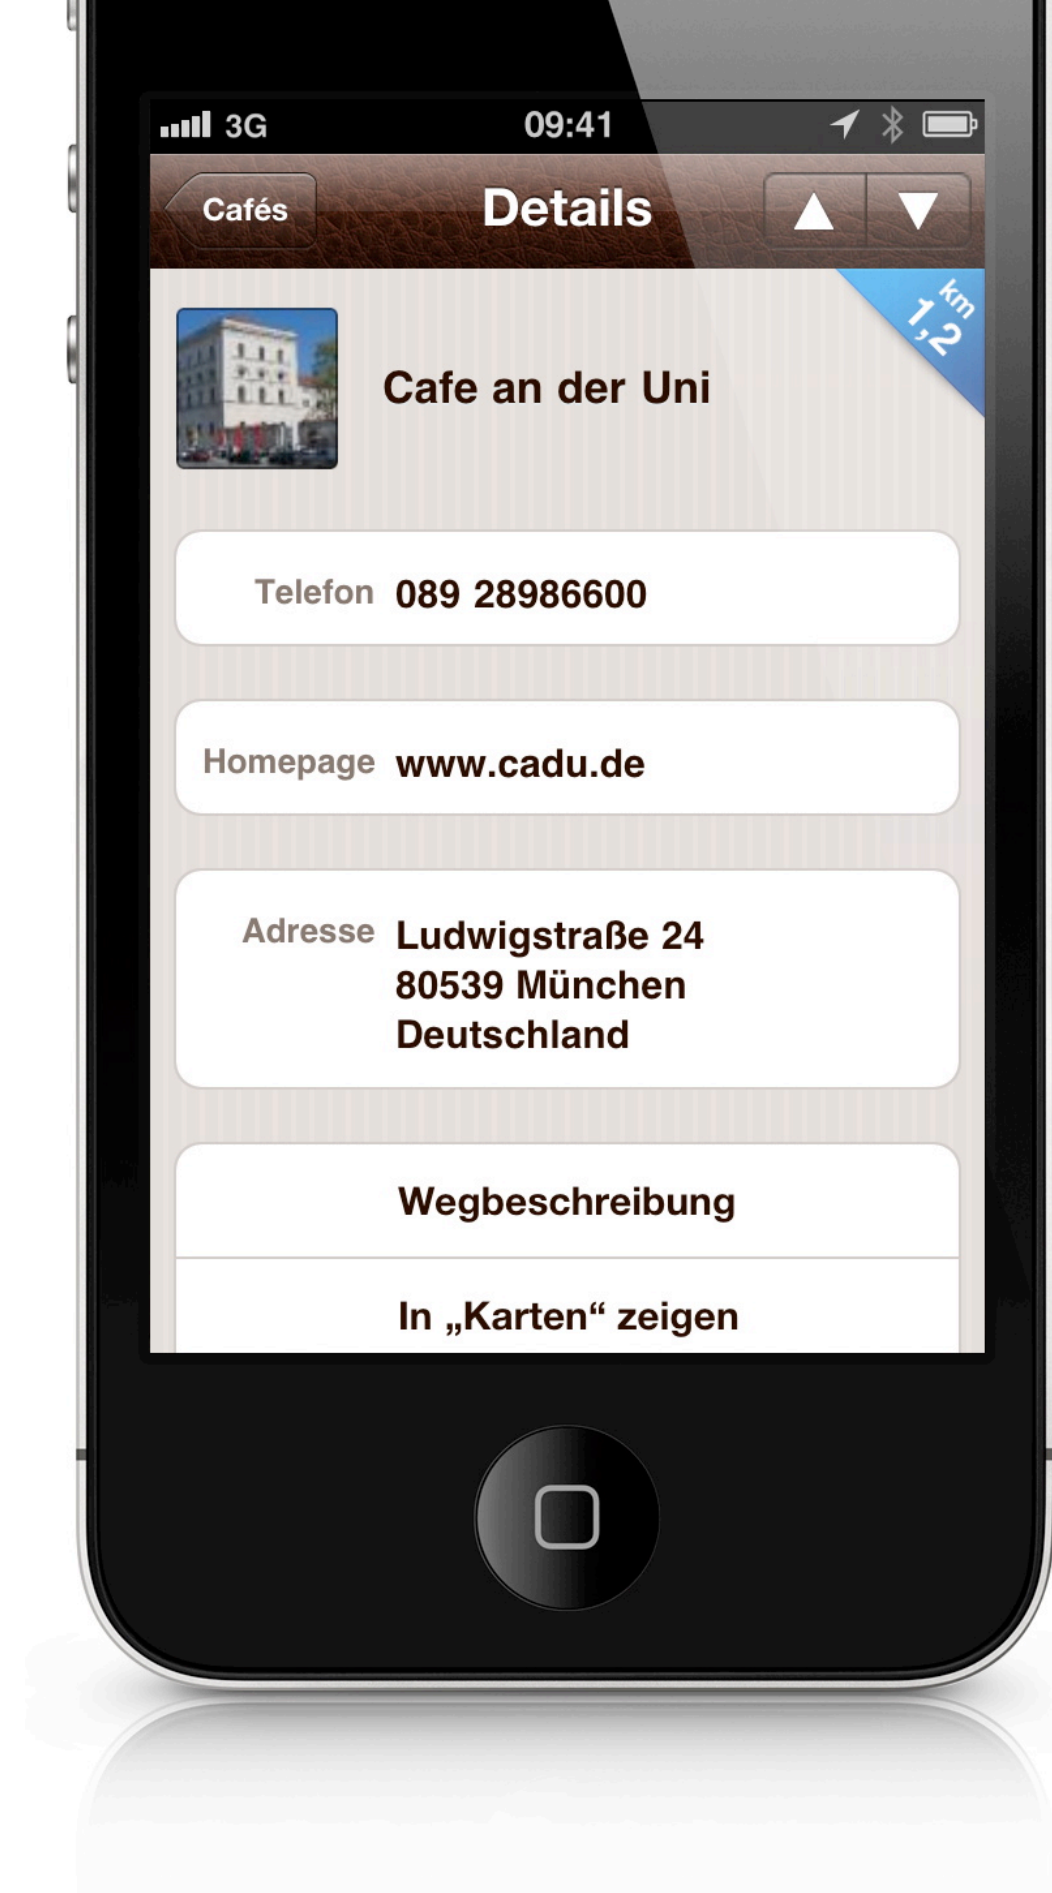 3G 09:41
Cafés Details
km
1,2
Cafe an der Uni
Telefon 089 28986600
Homepage www.cadu.de
Adresse Ludwigstraße 24
80539 München
Deutschland
Wegbeschreibung
In „Karten“ zeigen